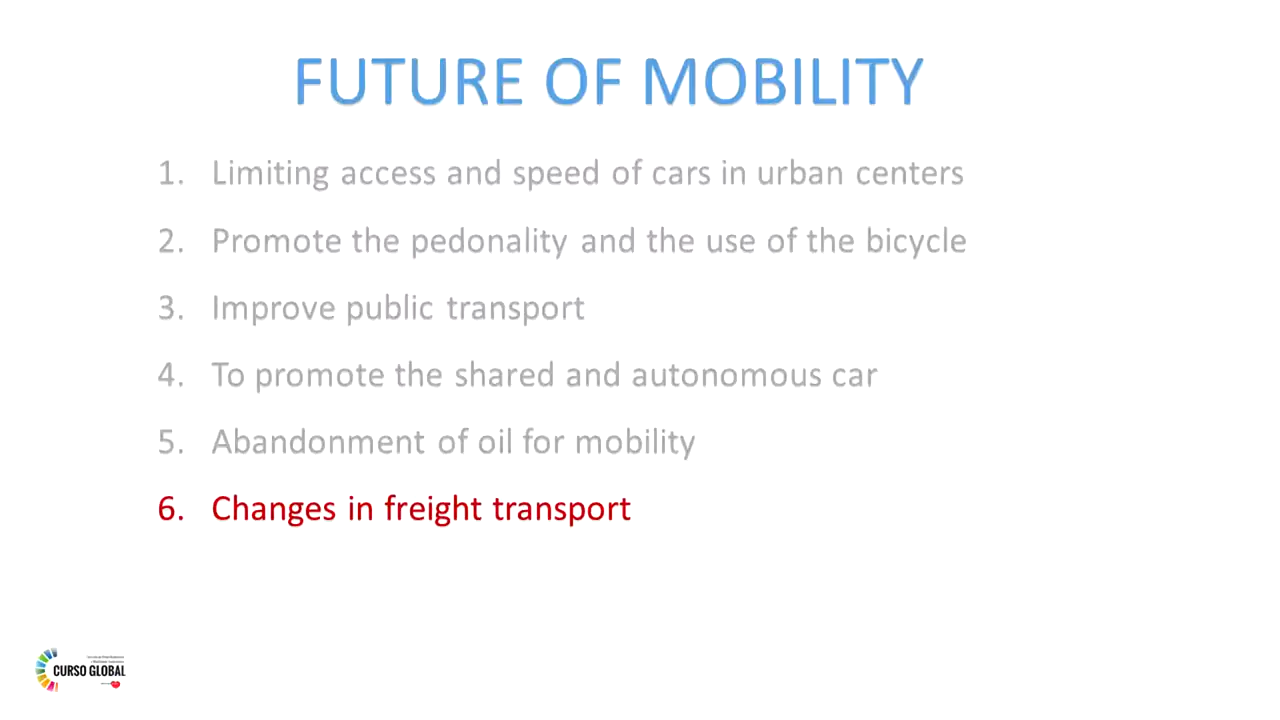 FUTURE OF MOBILITY
1. Limiting access and speed of cars in urban centers
2. Promote the pedonality and the use of the bicycle
3. Improve public transport
4. To promote the shared and autonomous car
5. Abandonment of oil for mobility
6. Changes in freight transport
CURSO GLOBAL